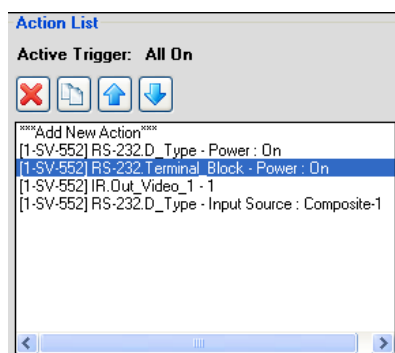 Action List
Active Trigger: All On
***Add New Action***
[1-SV-552] RS-232.D_Type - Power : On
[1-SV-552] RS-232.Terminal_Block - Power : On
[1-SV-552] IR.Out_Video_1 - 1
[1-SV-552] RS-232.D_Type - Input Source : Composite-1